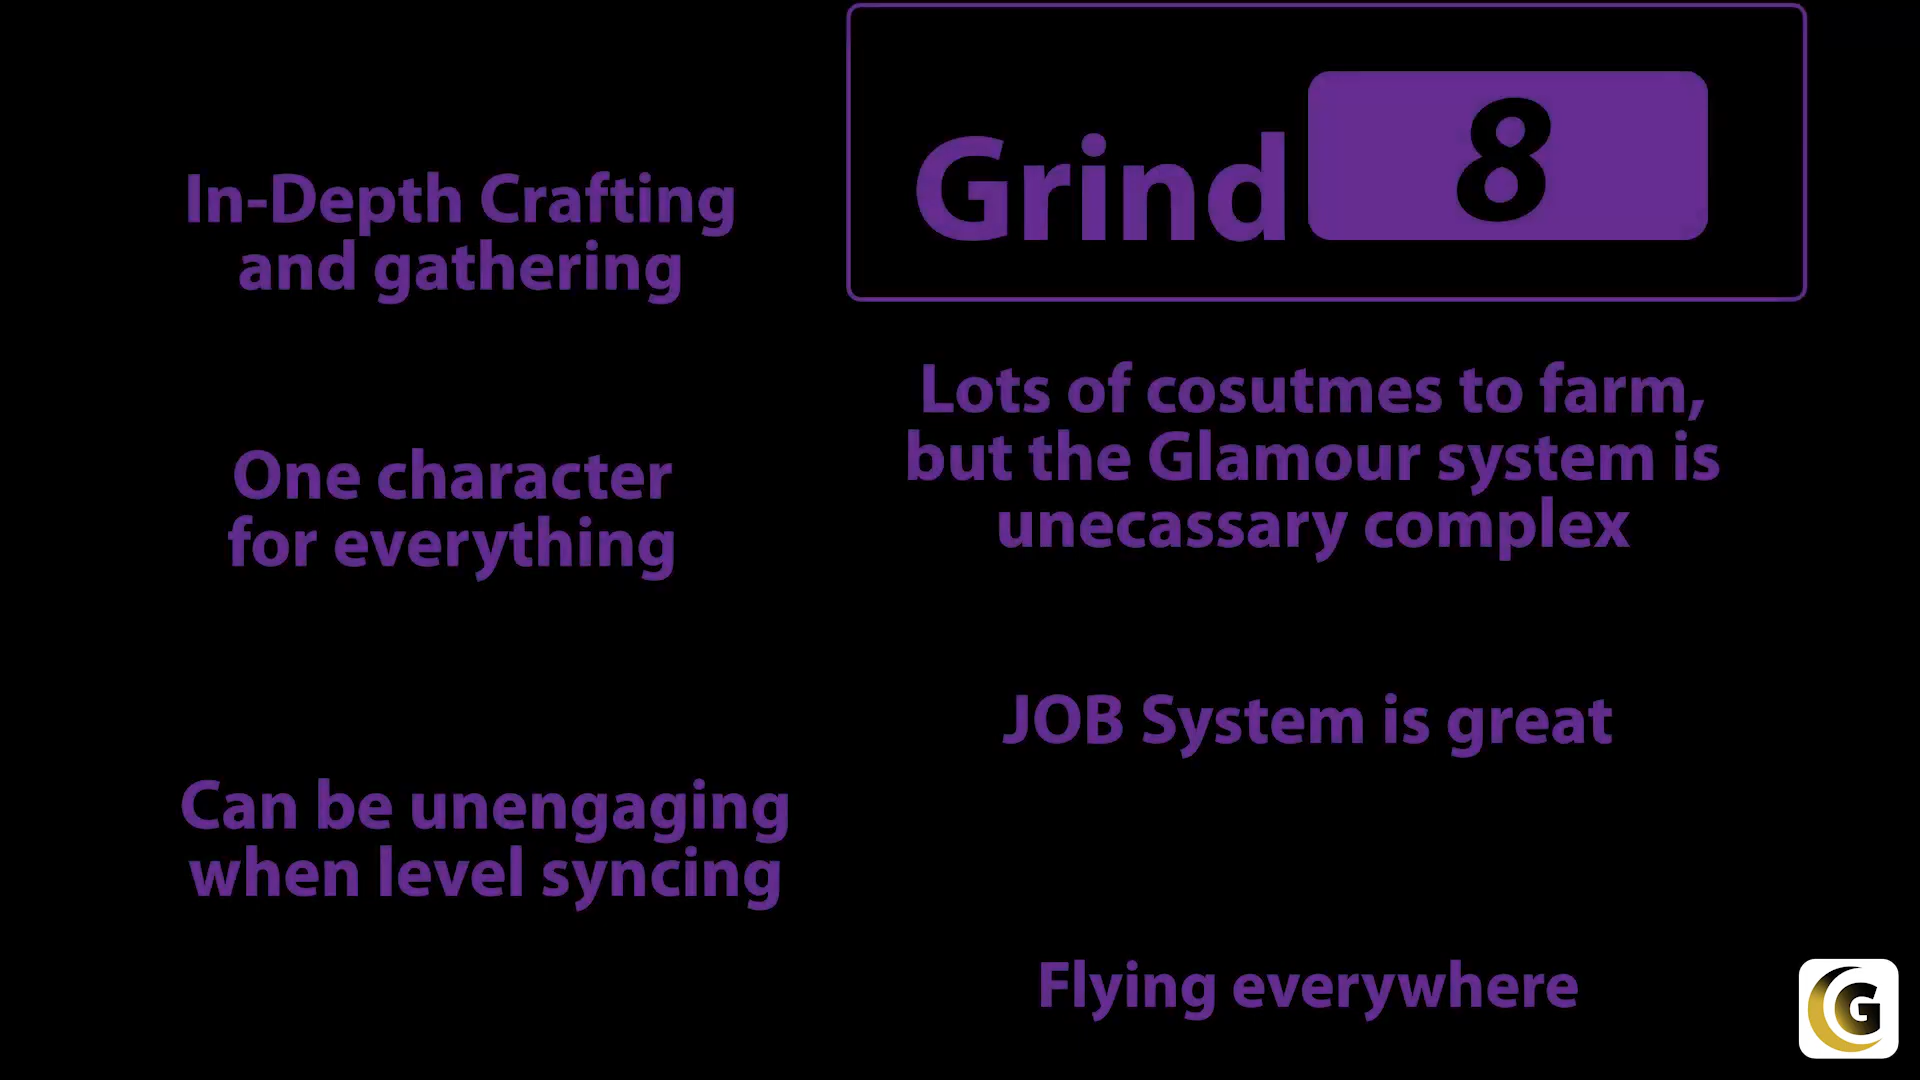 Grind 8
In-Depth Crafting
and gathering
One character
for everything
Can be unengaging
when level syncing
Lots of cosutmes to farm,
but the Glamour system is
unecassary complex
JOB System is great
Flying everywhere
G